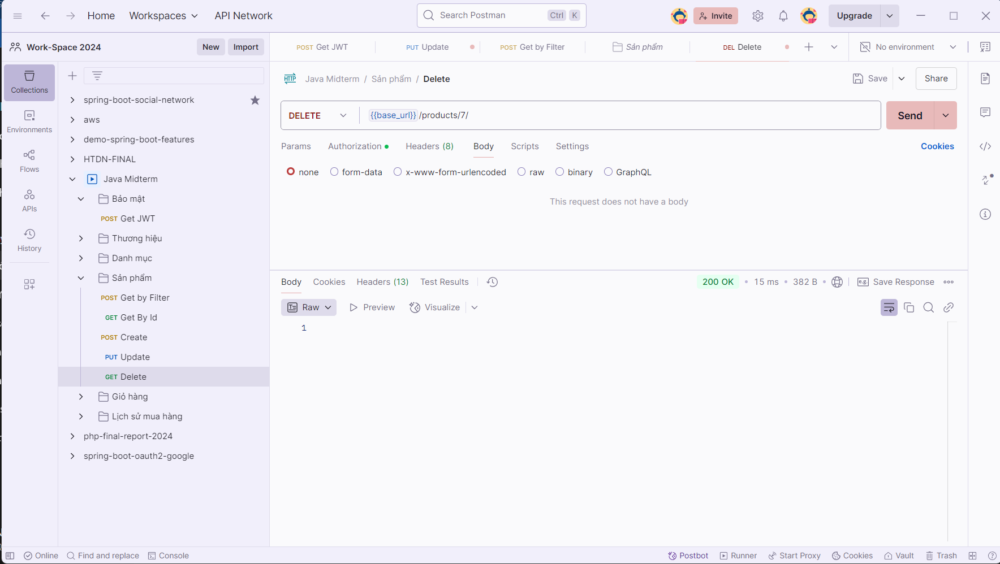 Home Workspaces API Network Search Postman Ctrl K Invite Upgrade
Work-Space 2024 New Import POST Get JWT PUT Update POST Get by Filter Sản phẩm DEL Delete No environment
Collections
Environments
Flows
APIs
History
spring-boot-social-network
aws
demo-spring-boot-features
HTDN-FINAL
Java Midterm
Bảo mật
POST Get JWT
Thương hiệu
Danh mục
Sản phẩm
POST Get by Filter
GET Get By Id
POST Create
PUT Update
GET Delete
Giỏ hàng
Lịch sử mua hàng
php-final-report-2024
spring-boot-oauth2-google
HTTP Java Midterm / Sản phẩm / Delete Save Share
DELETE {{base_url}}/products/7/ Send
Params Authorization Headers (8) Body Scripts Settings Cookies
none form-data x-www-form-urlencoded raw binary GraphQL
This request does not have a body
Body Cookies Headers (13) Test Results 200 OK • 15 ms • 382 B • e.g. Save Response
Raw Preview Visualize
1
Online Find and replace Console Postbot Runner Start Proxy Cookies Vault Trash